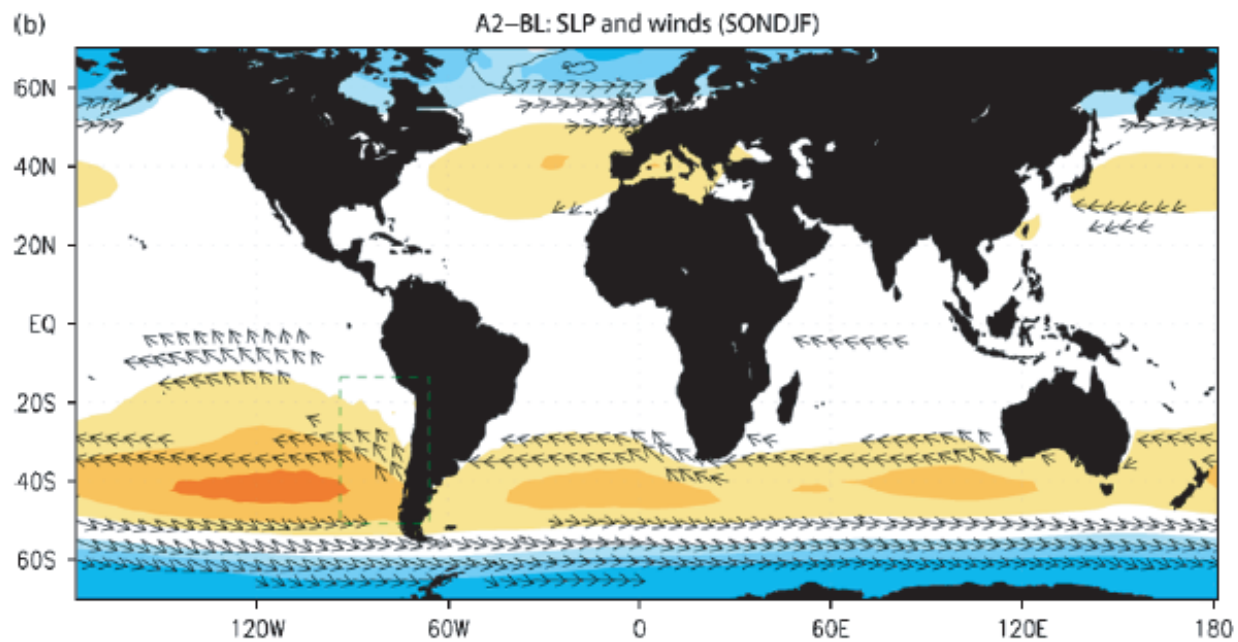 (b)
A2–BL: SLP and winds (SONDJF)
60N
40N
20N
EQ
20S
40S
60S
120W 60W 0 60E 120E 180